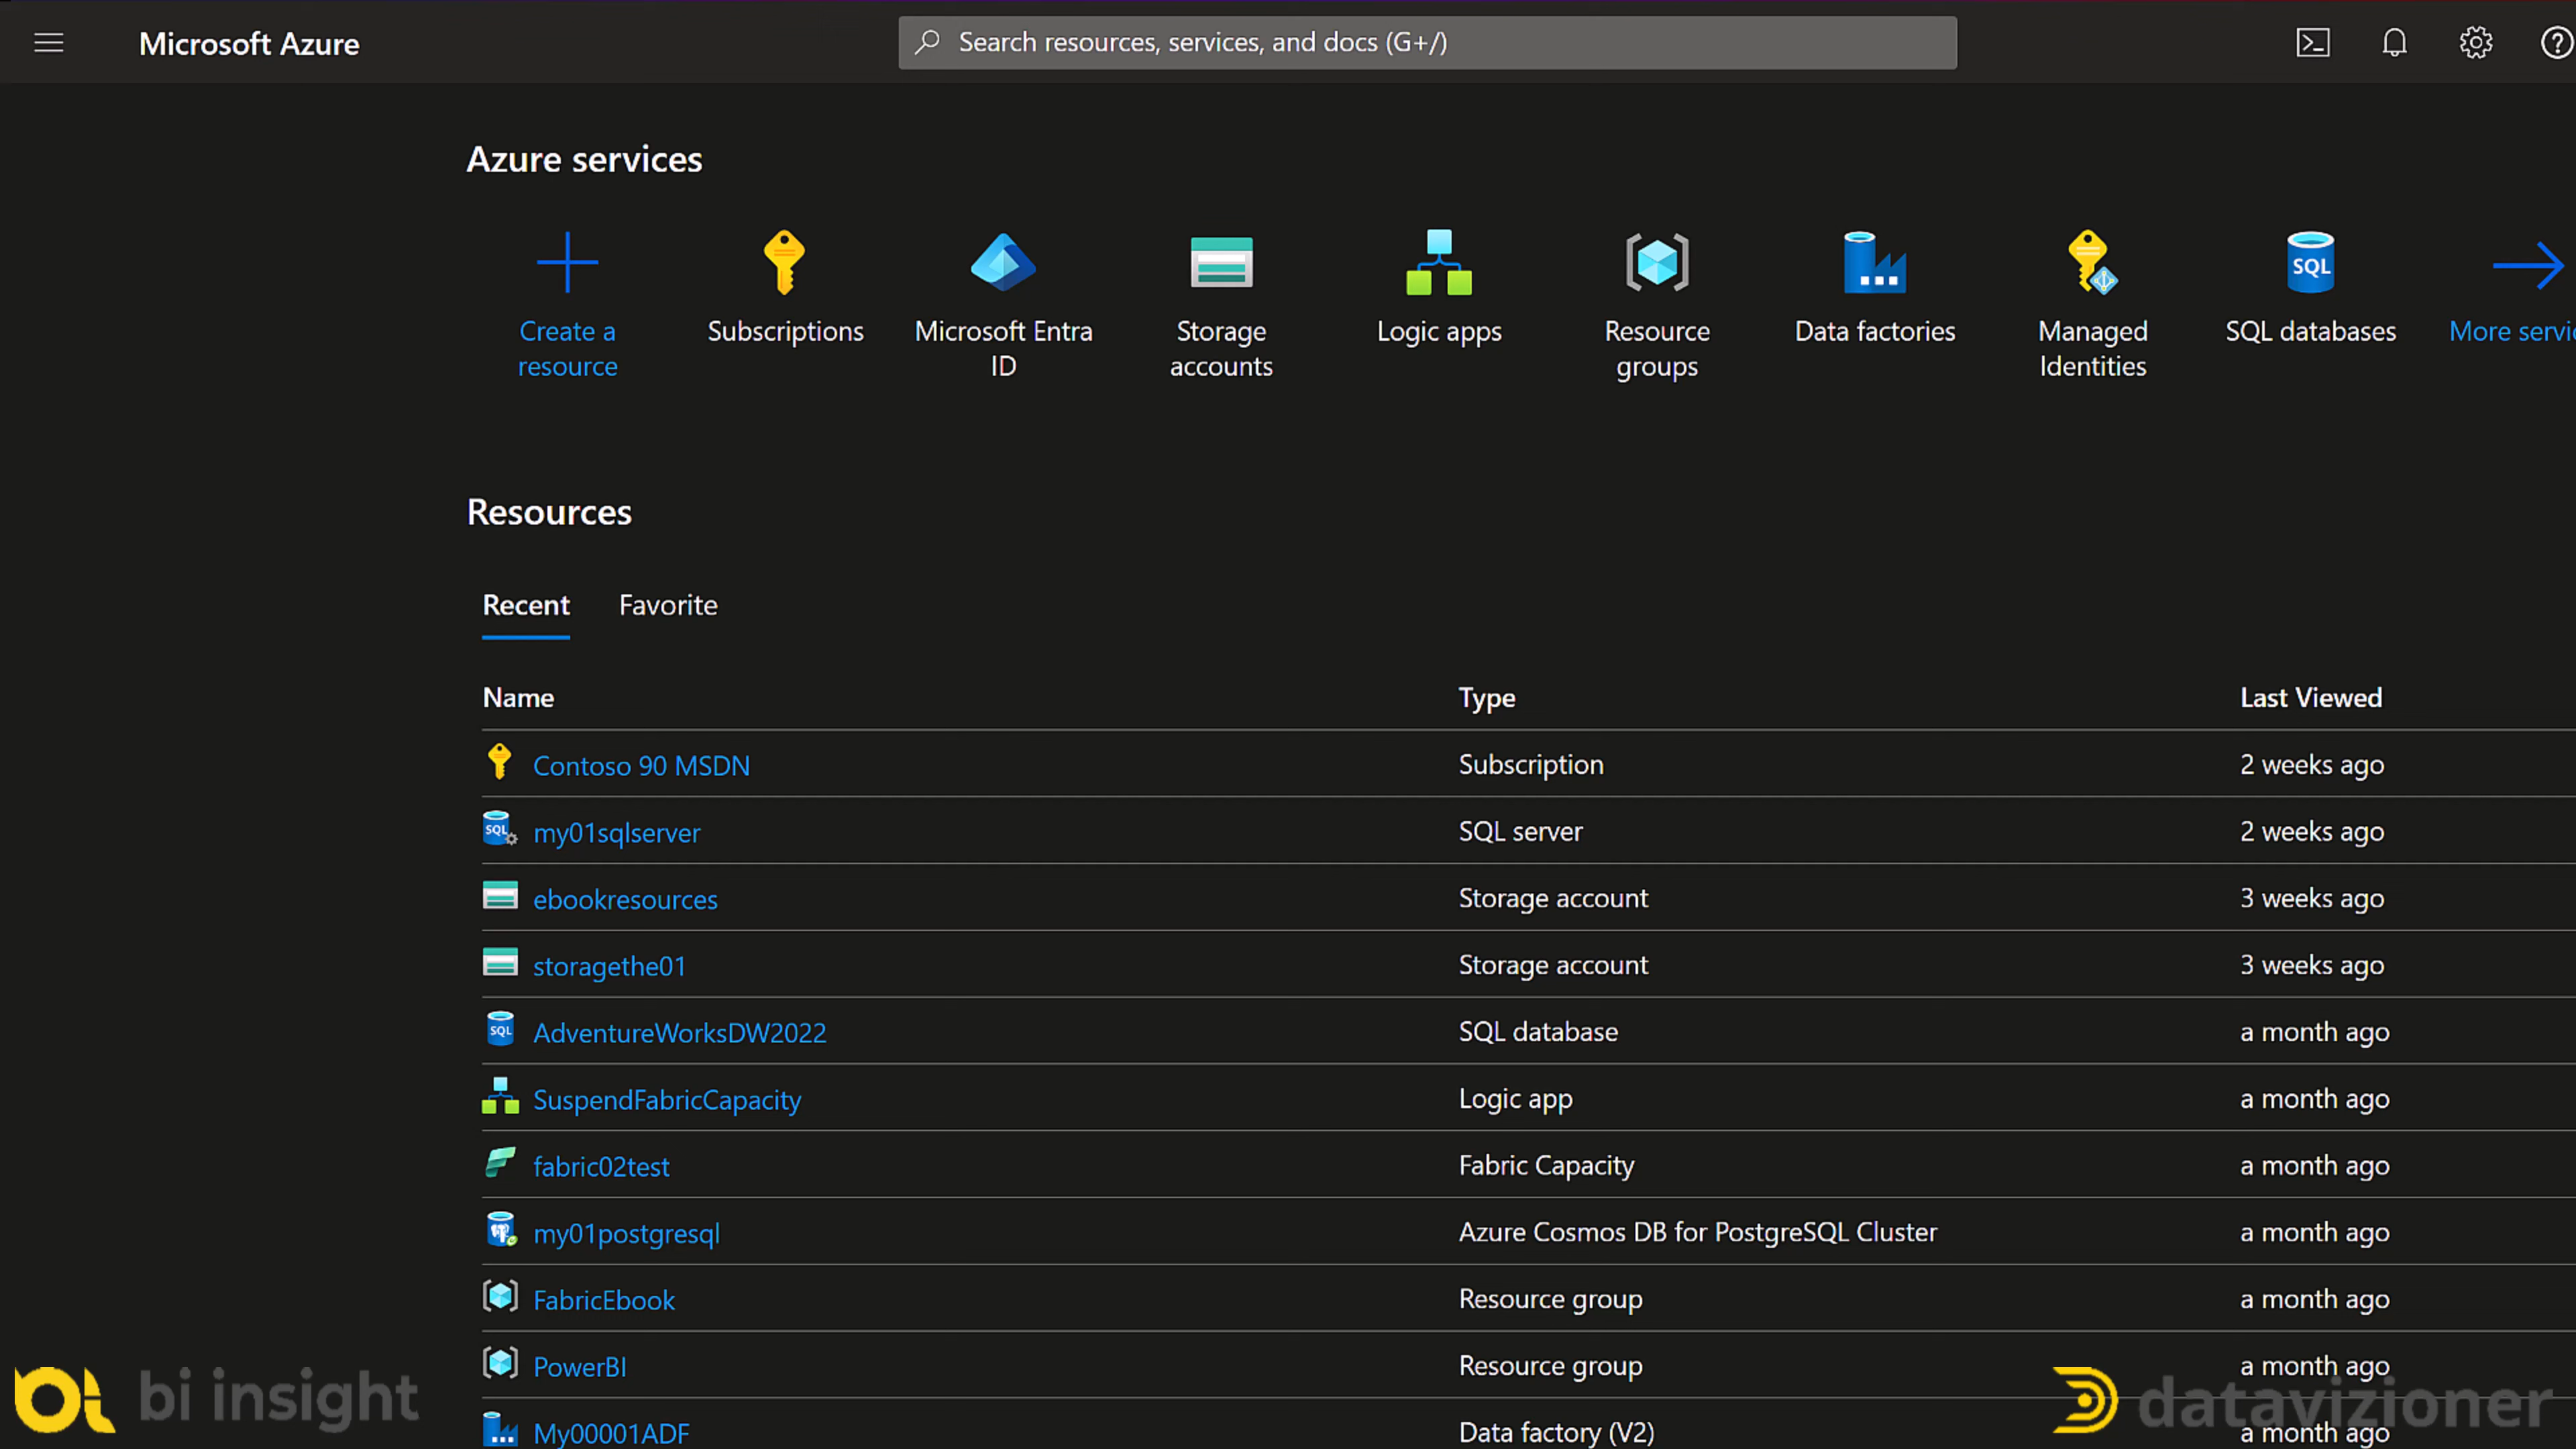 Microsoft Azure
Search resources, services, and docs (G+/)
Azure services
Create a
resource
Subscriptions
Microsoft Entra
ID
Storage
accounts
Logic apps
Resource
groups
Data factories
Managed
Identities
SQL
SQL databases
More servic
Resources
Recent Favorite
Name Type Last Viewed
Contoso 90 MSDN Subscription 2 weeks ago
SQL my01sqlserver SQL server 2 weeks ago
ebookresources Storage account 3 weeks ago
storagethe01 Storage account 3 weeks ago
SQL AdventureWorksDW2022 SQL database a month ago
SuspendFabricCapacity Logic app a month ago
fabric02test Fabric Capacity a month ago
my01postgresql Azure Cosmos DB for PostgreSQL Cluster a month ago
FabricEbook Resource group a month ago
PowerBI Resource group a month ago
My00001ADF Data factory (V2) a month ago
bi insight
datavizioner